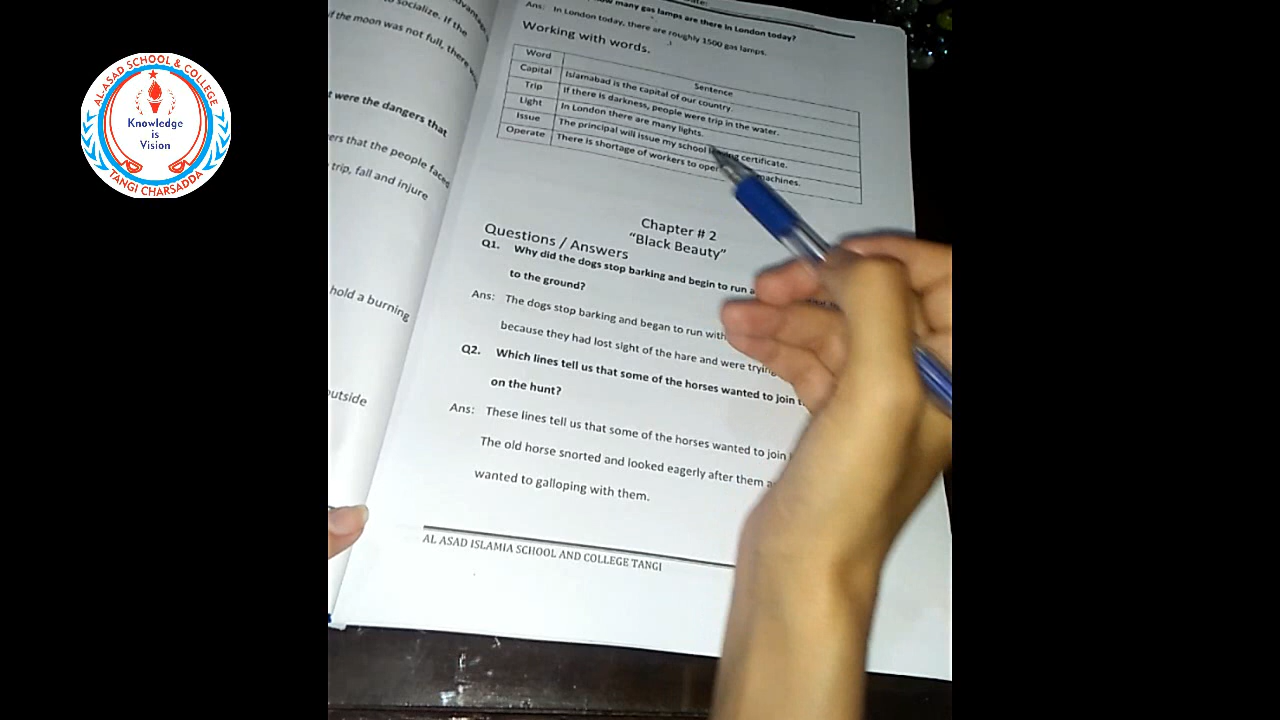 AL-ASAD SCHOOL & COLLEGE
Knowledge
is
Vision
TANGI CHARSADDA
to socialize. If the
if the moon was not full, there
t were the dangers that
ers that the people faced
trip, fall and injure
hold a burning
outside
how many gas lamps are there in London today?
Ans: In London today, there are roughly 1500 gas lamps.
Working with words.
Word Sentence
Capital Islamabad is the capital of our country.
Trip If there is darkness, people were trip in the water.
Light In London there are many lights.
Issue The principal will issue my school certificate.
Operate There is shortage of workers to oper machines.
Chapter # 2
"Black Beauty"
Questions / Answers
Q1. Why did the dogs stop barking and begin to run
to the ground?
Ans: The dogs stop barking and began to run with
because they had lost sight of the hare and were trying
Q2. Which lines tell us that some of the horses wanted to join
on the hunt?
Ans: These lines tell us that some of the horses wanted to join
The old horse snorted and looked eagerly after them
wanted to galloping with them.
AL ASAD ISLAMIA SCHOOL AND COLLEGE TANGI